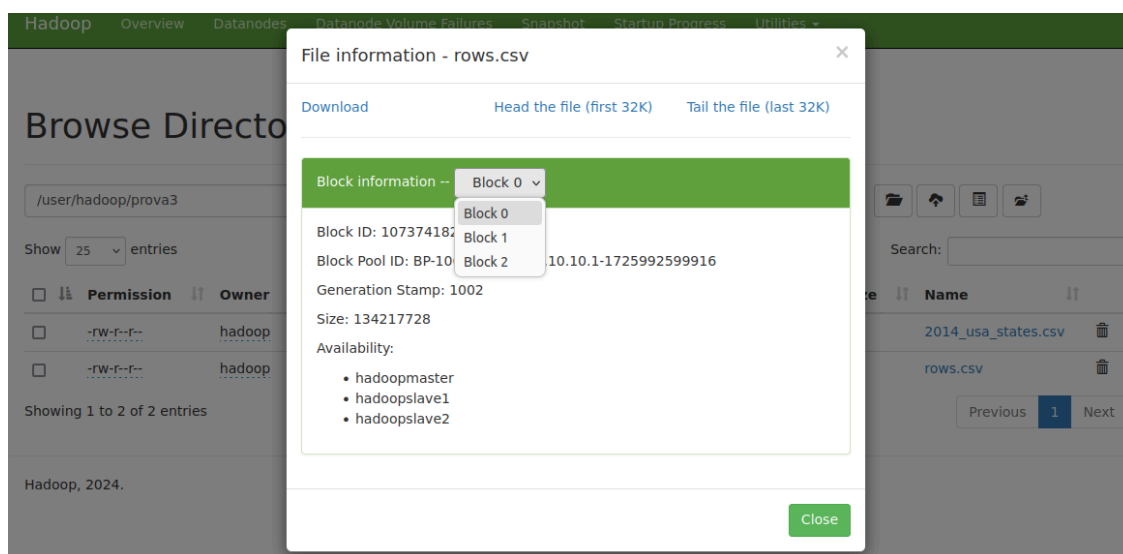 Hadoop Overview Datanodes Datanode Volume Failures Snapshot Startup Progress Utilities
File information - rows.csv ×
Download Head the file (first 32K) Tail the file (last 32K)
Browse Directo
Block information -- Block 0
/user/hadoop/prova3
Block 0
Block 1
Block 2
Block ID: 107374182
Block Pool ID: BP-10 .10.10.1-1725992599916
Generation Stamp: 1002
Size: 134217728
Availability:
• hadoopmaster
• hadoopslave1
• hadoopslave2
Show 25 entries Search:
Permission Owner Name
-rw-r--r-- hadoop 2014_usa_states.csv
-rw-r--r-- hadoop rows.csv
Showing 1 to 2 of 2 entries Previous 1 Next
Hadoop, 2024.
Close